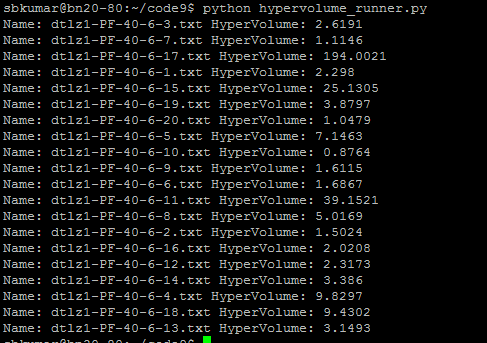 sbkumar@bn20-80:~/code9$ python hypervolume_runner.py
Name: dtlz1-PF-40-6-3.txt HyperVolume: 2.6191
Name: dtlz1-PF-40-6-7.txt HyperVolume: 1.1146
Name: dtlz1-PF-40-6-17.txt HyperVolume: 194.0021
Name: dtlz1-PF-40-6-1.txt HyperVolume: 2.298
Name: dtlz1-PF-40-6-15.txt HyperVolume: 25.1305
Name: dtlz1-PF-40-6-19.txt HyperVolume: 3.8797
Name: dtlz1-PF-40-6-20.txt HyperVolume: 1.0479
Name: dtlz1-PF-40-6-5.txt HyperVolume: 7.1463
Name: dtlz1-PF-40-6-10.txt HyperVolume: 0.8764
Name: dtlz1-PF-40-6-9.txt HyperVolume: 1.6115
Name: dtlz1-PF-40-6-6.txt HyperVolume: 1.6867
Name: dtlz1-PF-40-6-11.txt HyperVolume: 39.1521
Name: dtlz1-PF-40-6-8.txt HyperVolume: 5.0169
Name: dtlz1-PF-40-6-2.txt HyperVolume: 1.5024
Name: dtlz1-PF-40-6-16.txt HyperVolume: 2.0208
Name: dtlz1-PF-40-6-12.txt HyperVolume: 2.3173
Name: dtlz1-PF-40-6-14.txt HyperVolume: 3.386
Name: dtlz1-PF-40-6-4.txt HyperVolume: 9.8297
Name: dtlz1-PF-40-6-18.txt HyperVolume: 9.4302
Name: dtlz1-PF-40-6-13.txt HyperVolume: 3.1493
sbkumar@bn20-80:~/code9$